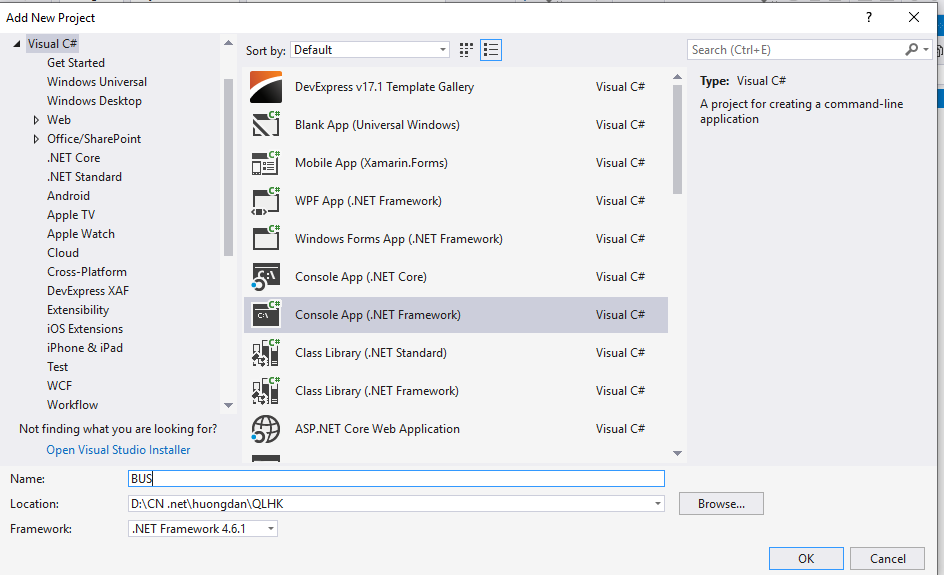 Add New Project
?
Visual C#
Get Started
Windows Universal
Windows Desktop
Web
Office/SharePoint
.NET Core
.NET Standard
Android
Apple TV
Apple Watch
Cloud
Cross-Platform
DevExpress XAF
Extensibility
iOS Extensions
iPhone & iPad
Test
WCF
Workflow
Not finding what you are looking for?
Open Visual Studio Installer
Sort by: Default
Search (Ctrl+E)
DevExpress v17.1 Template Gallery Visual C#
Blank App (Universal Windows) Visual C#
Mobile App (Xamarin.Forms) Visual C#
WPF App (.NET Framework) Visual C#
Windows Forms App (.NET Framework) Visual C#
Console App (.NET Core) Visual C#
Console App (.NET Framework) Visual C#
Class Library (.NET Standard) Visual C#
Class Library (.NET Framework) Visual C#
ASP.NET Core Web Application Visual C#
Type: Visual C#
A project for creating a command-line
application
Name: BUS
Location: D:\CN .net\huongdan\QLHK
Browse...
Framework: .NET Framework 4.6.1
OK Cancel